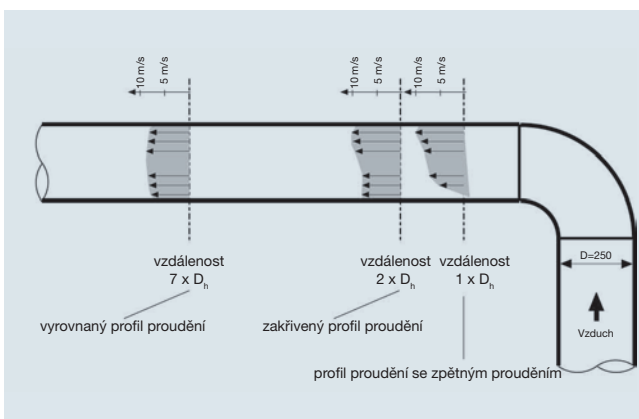 10 m/s
5 m/s
10 m/s
5 m/s
10 m/s
5 m/s
D=250
Vzduch
vzdálenost
7 x Dh
vzdálenost
2 x Dh
vzdálenost
1 x Dh
vyrovnaný profil proudění
zakřivený profil proudění
profil proudění se zpětným prouděním